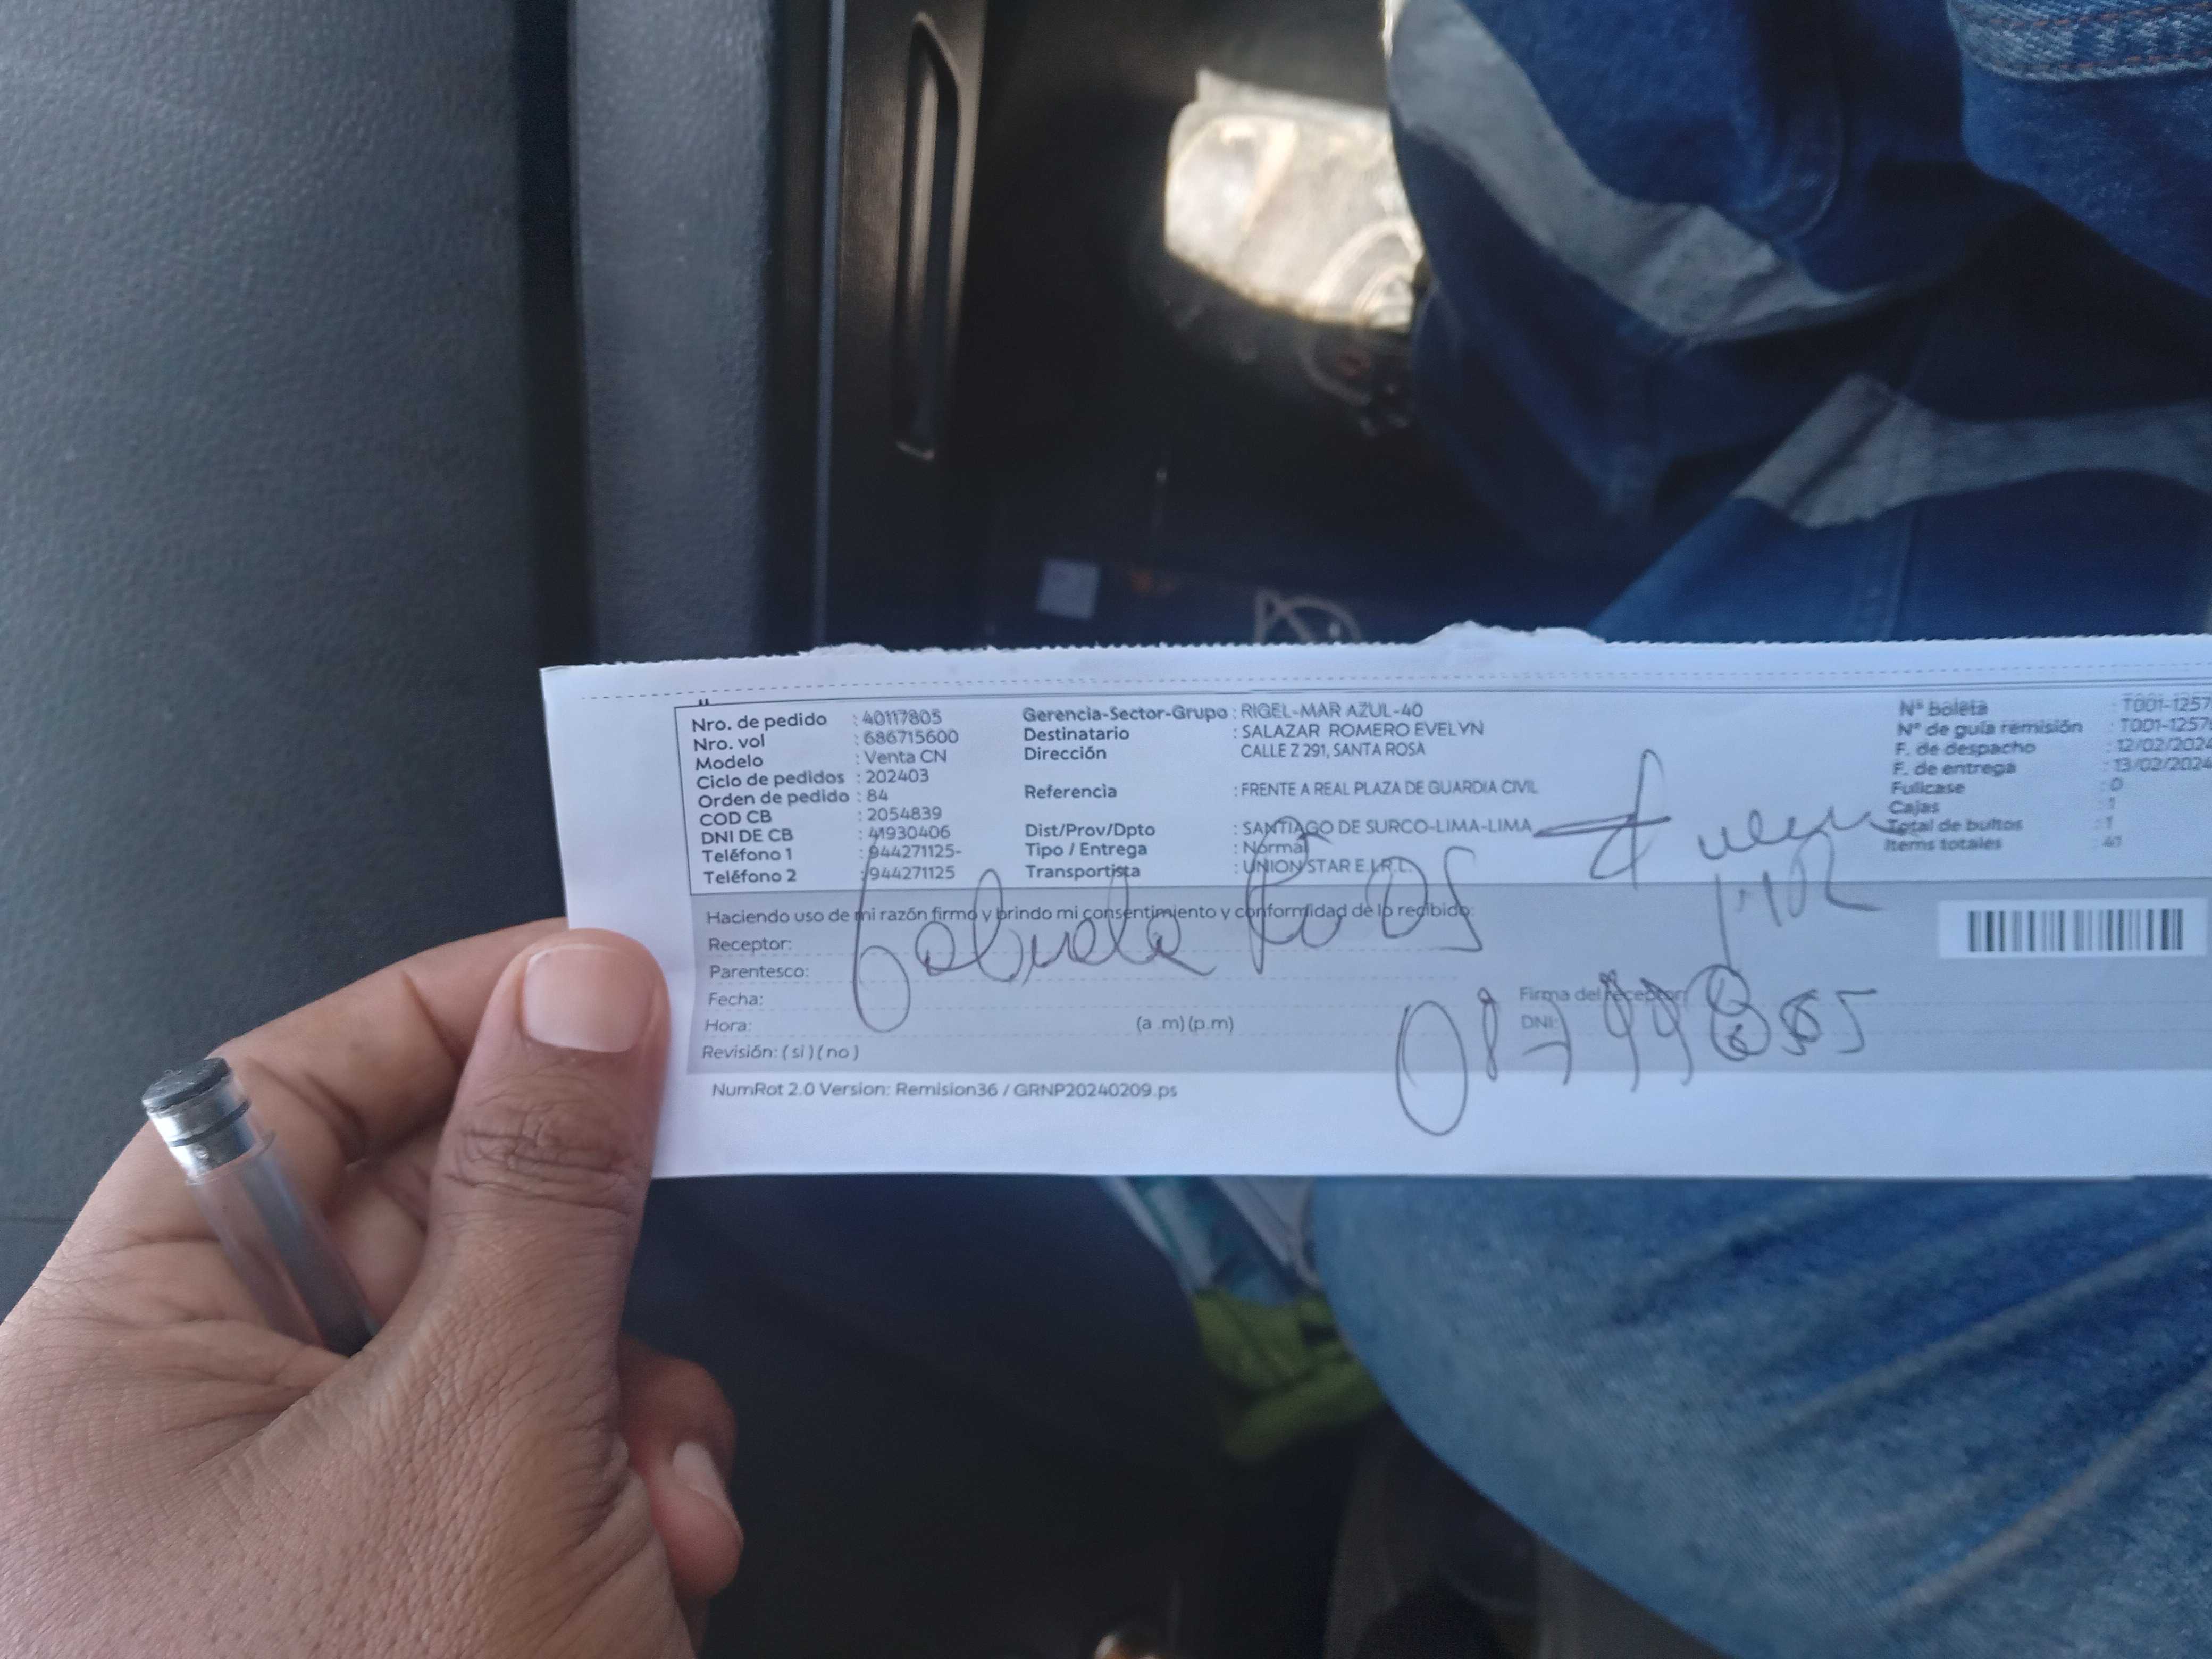 Nro. de pedido : 40117805
Nro. vol : 686715600
Modelo : Venta CN
Ciclo de pedidos : 202403
Orden de pedido : 84
COD CB : 2054839
DNI DE CB : 41930406
Teléfono 1 : 944271125-
Teléfono 2 : 944271125
Gerencia-Sector-Grupo : RIGEL-MAR AZUL-40
Destinatario : SALAZAR ROMERO EVELYN
Dirección CALLE Z 291, SANTA ROSA
Referencia : FRENTE A REAL PLAZA DE GUARDIA CIVIL
Dist/Prov/Dpto : SANTIAGO DE SURCO-LIMA-LIMA
Tipo / Entrega : Normal
Transportista : UNION STAR E.I.R.L.
Nº Boleta : T001-1257
Nº de guía remisión : T001-1257
F. de despacho : 12/02/2024
F. de entrega : 13/02/2024
Fullcase : 0
Cajas : 1
Total de bultos : 1
Items totales : 41
Haciendo uso de mi razón firmo y brindo mi consentimiento y conformidad de lo recibido:
Receptor:
Parentesco:
Fecha:
Hora: (a .m) (p.m)
Revisión: ( si ) ( no )
Firma del receptor
DNI:
NumRot 2.0 Version: Remision36 / GRNP20240209.ps